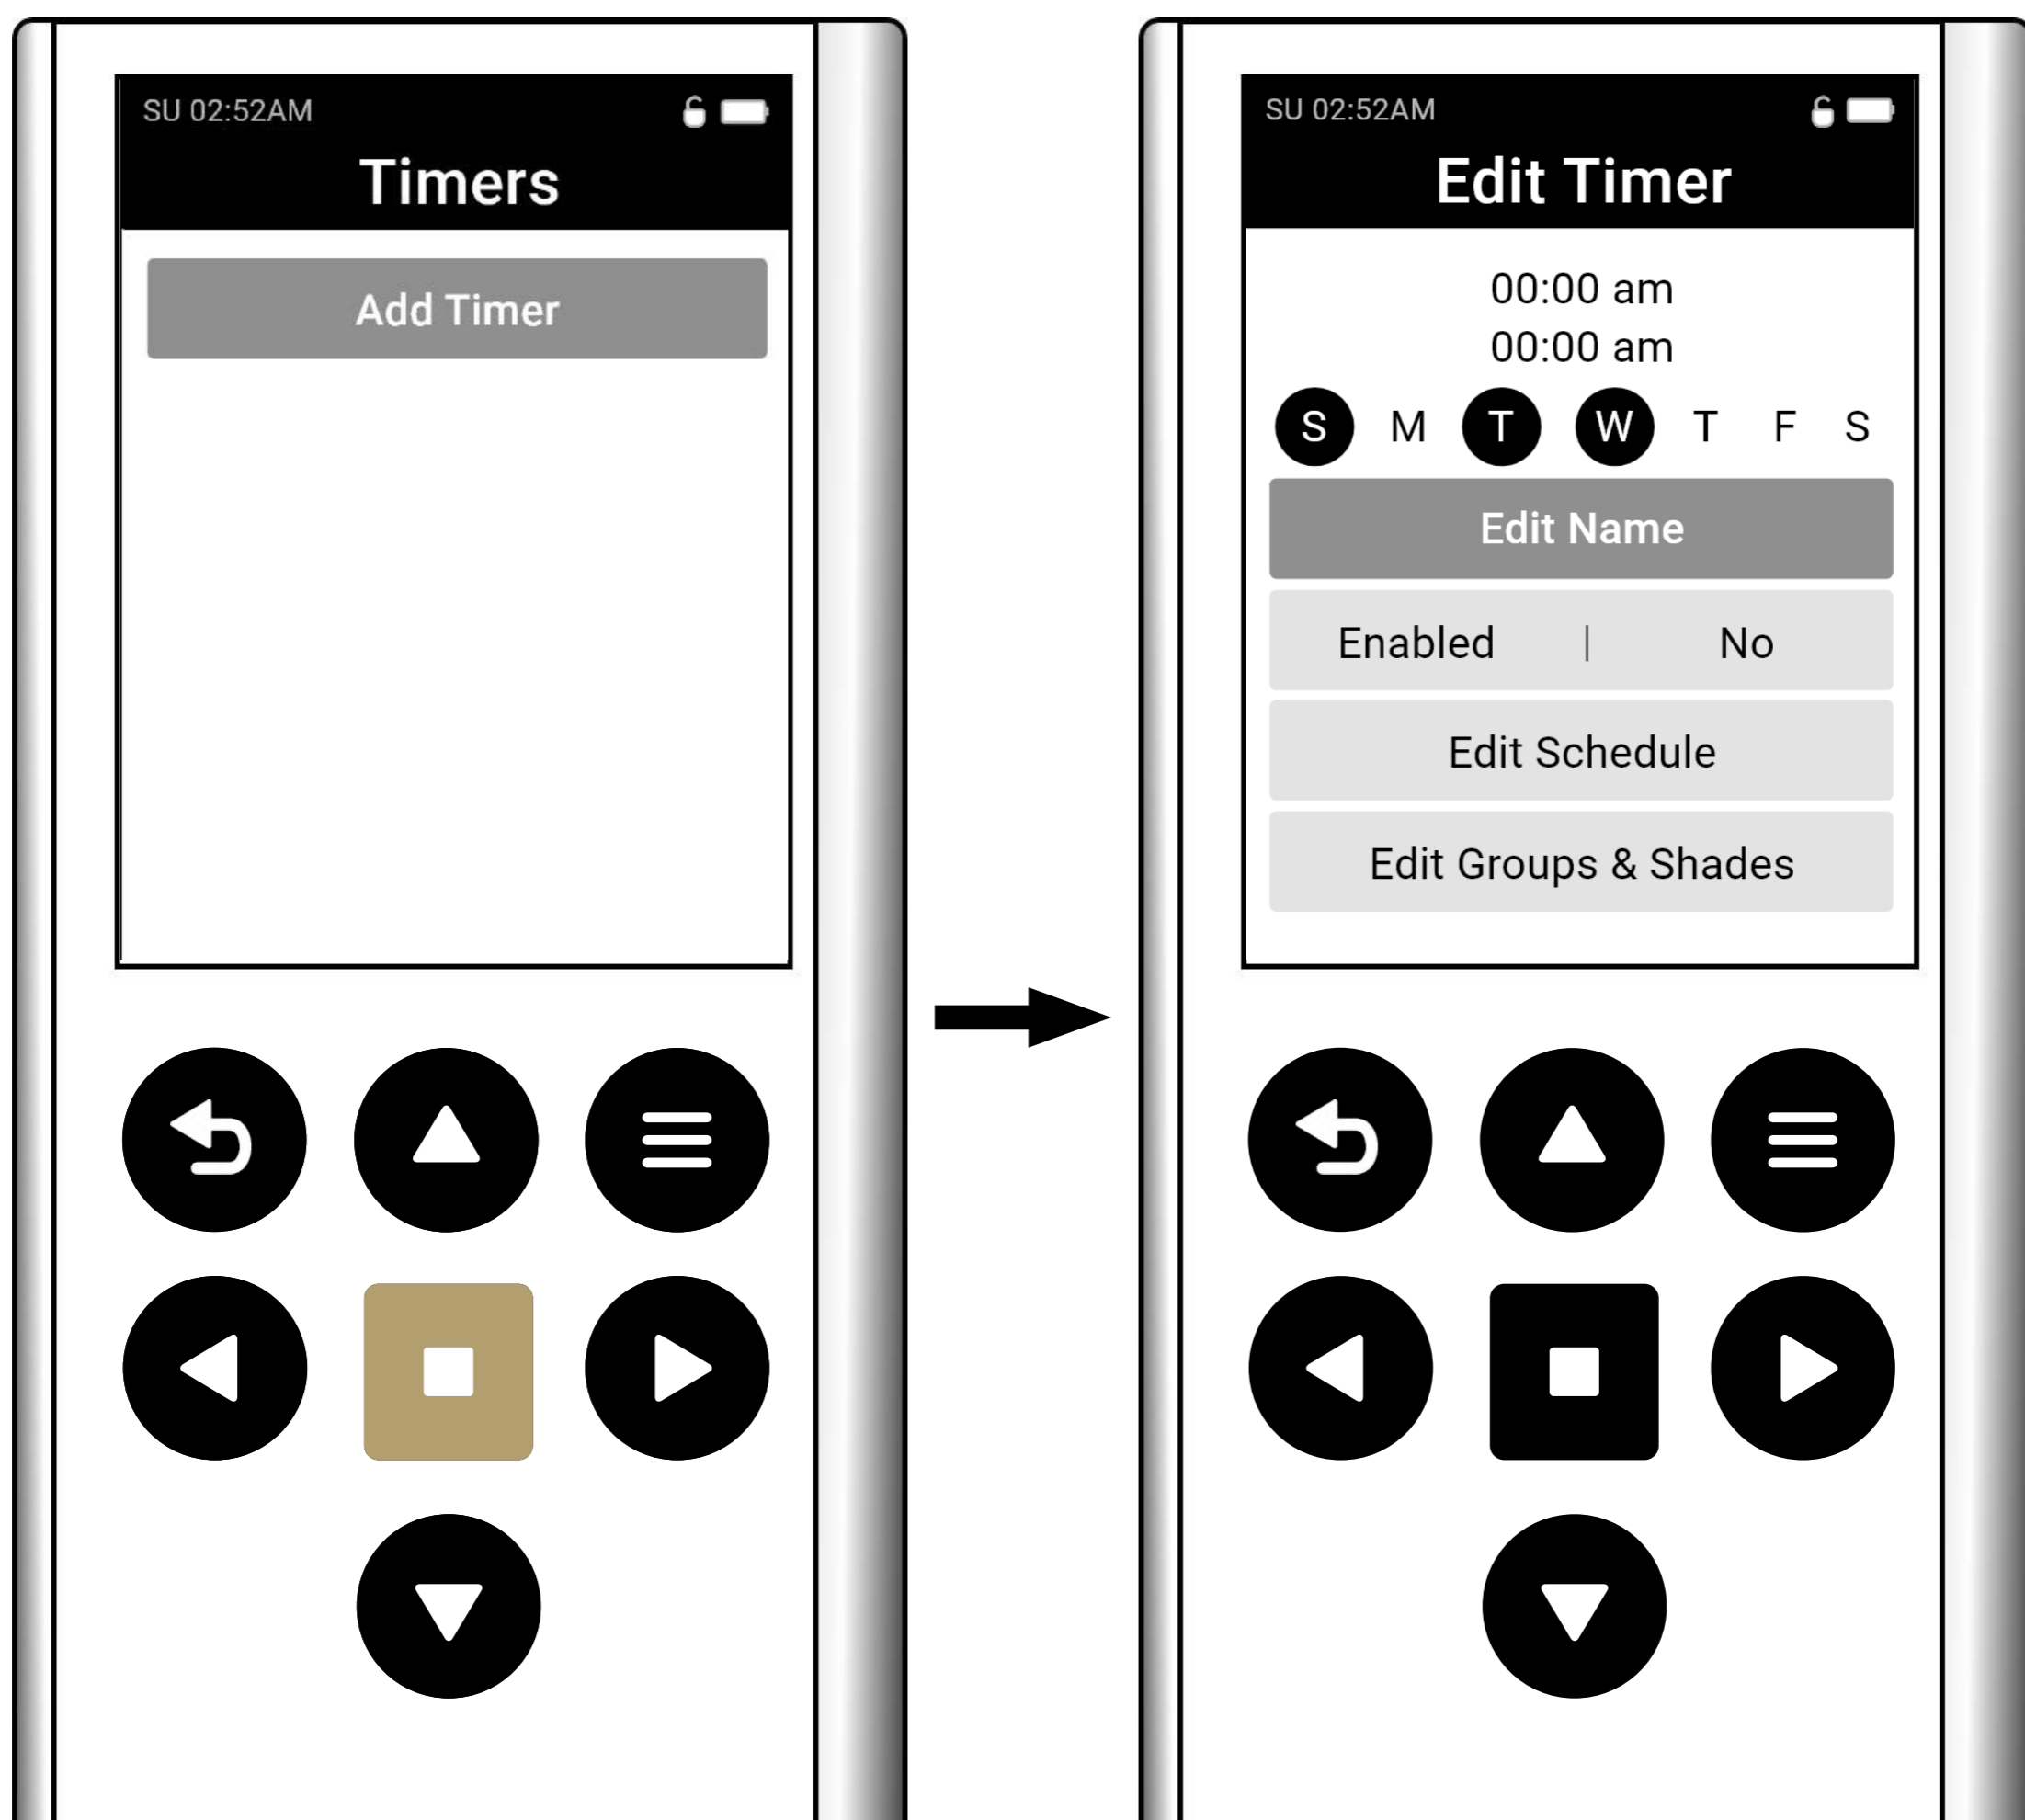 SU 02:52AM
Timers
Add Timer
SU 02:52AM
Edit Timer
00:00 am
00:00 am
S M T W T F S
Edit Name
Enabled | No
Edit Schedule
Edit Groups & Shades